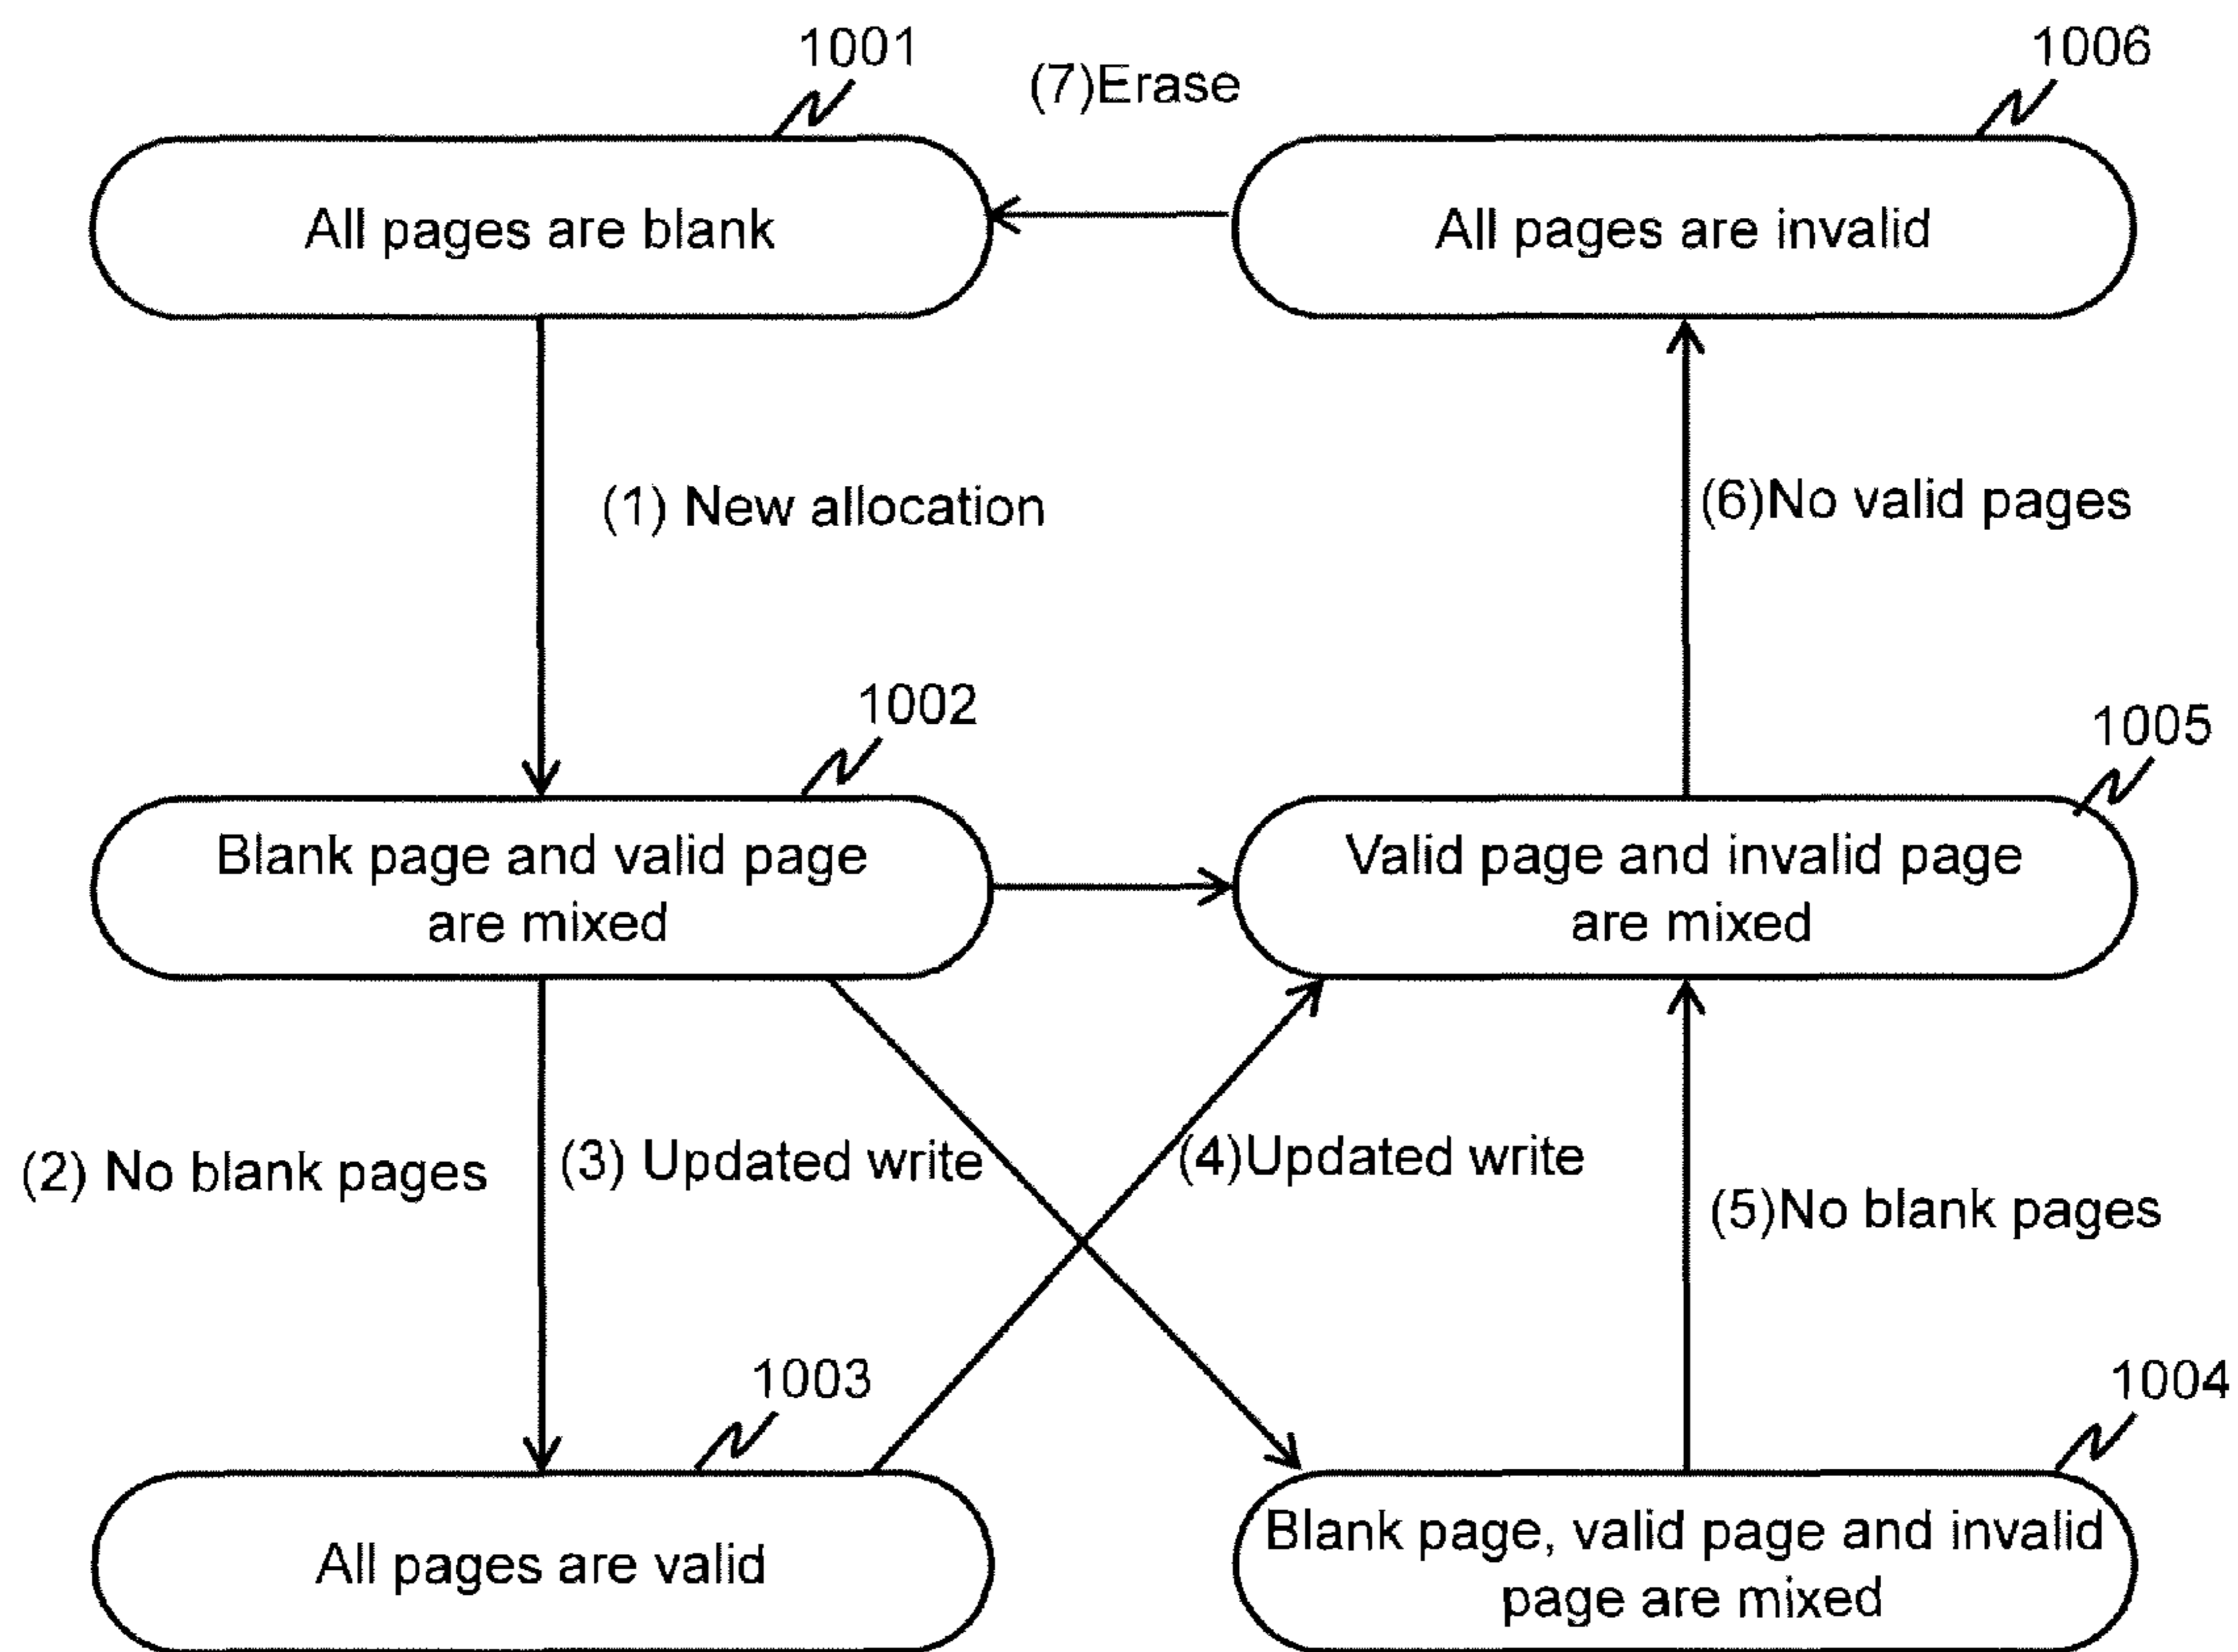 1001
(7)Erase
1006
All pages are blank
All pages are invalid
(1) New allocation
(6)No valid pages
1002
1005
Blank page and valid page
are mixed
Valid page and invalid page
are mixed
(2) No blank pages
(3) Updated write
(4)Updated write
(5)No blank pages
1003
1004
All pages are valid
Blank page, valid page and invalid
page are mixed